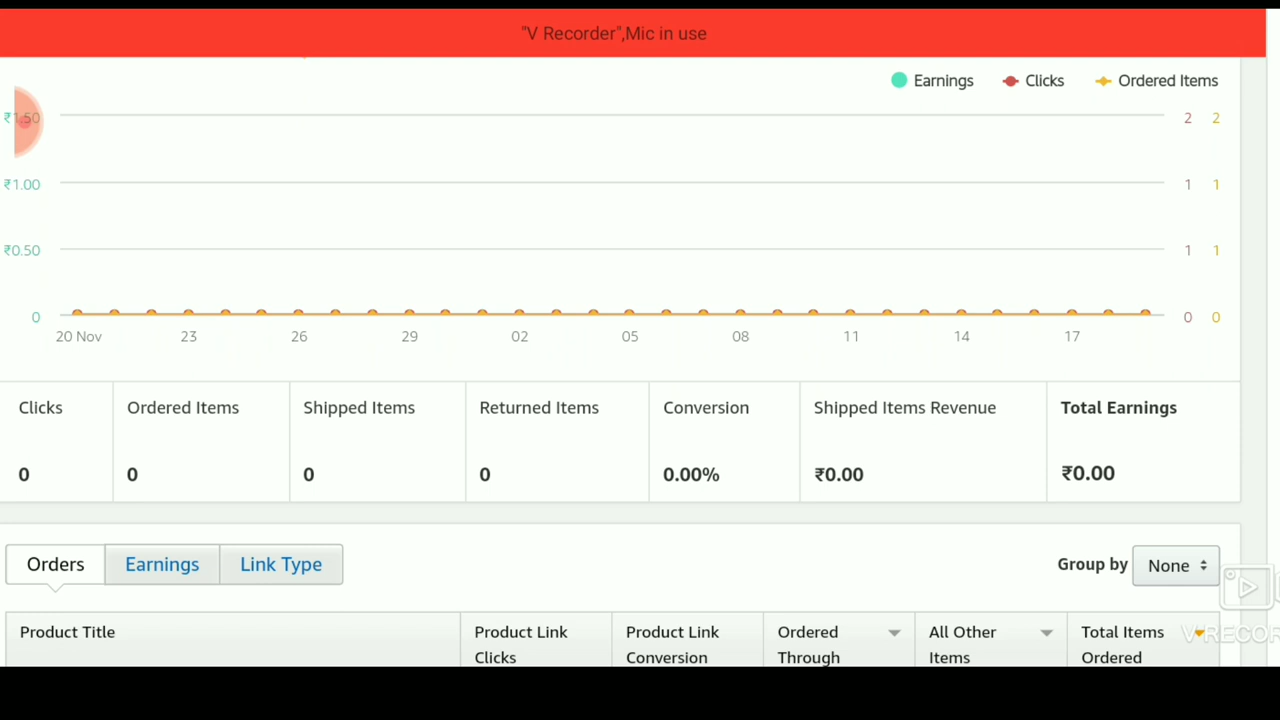 "V Recorder",Mic in use
Earnings Clicks Ordered Items
₹1.50 2 2
₹1.00 1 1
₹0.50 1 1
0 0 0
20 Nov 23 26 29 02 05 08 11 14 17
Clicks Ordered Items Shipped Items Returned Items Conversion Shipped Items Revenue Total Earnings
0 0 0 0 0.00% ₹0.00 ₹0.00
Orders Earnings Link Type Group by None
Product Title Product Link Product Link Ordered All Other Total Items
Clicks Conversion Through Items Ordered
V RECOR